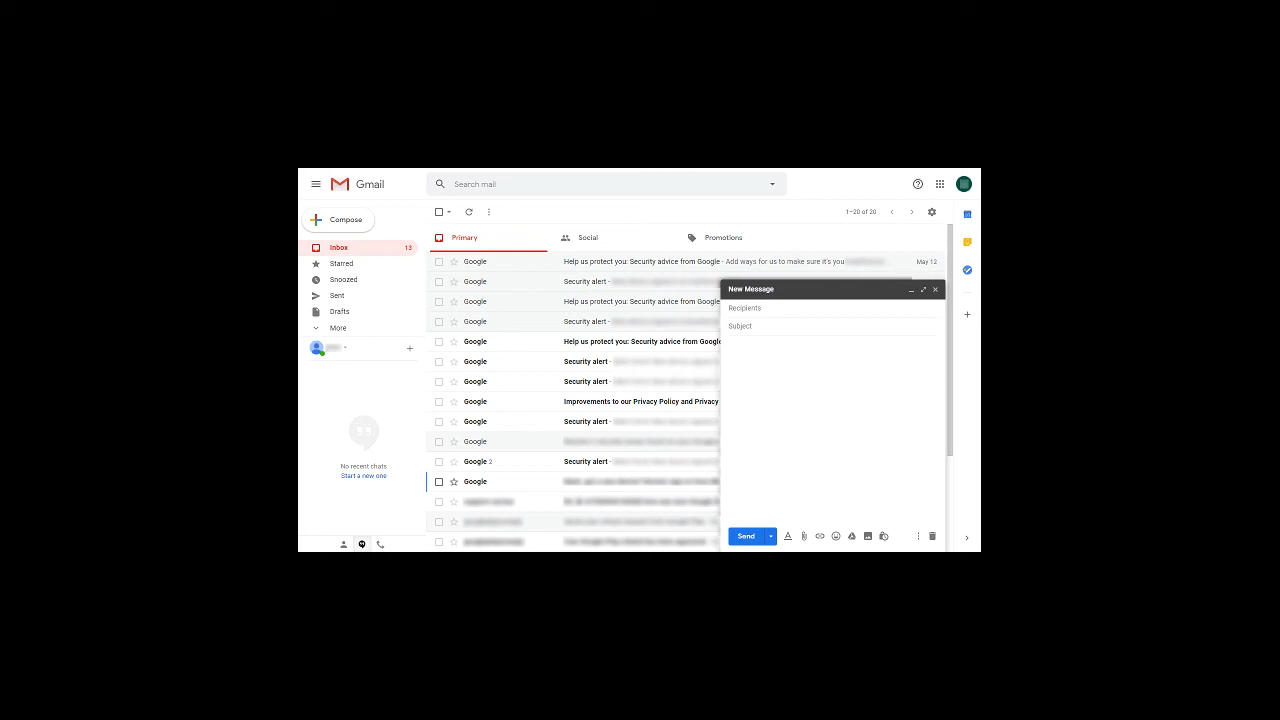 Gmail
Search mail
Compose
1–20 of 20
Primary
Social
Promotions
Inbox 13
Starred
Snoozed
Sent
Drafts
More
No recent chats
Start a new one
Google Help us protect you: Security advice from Google - Add ways for us to make sure it's you May 12
Google Security alert -
Google Help us protect you: Security advice from Google
Google Security alert -
Google Help us protect you: Security advice from Google
Google Security alert -
Google Security alert -
Google Improvements to our Privacy Policy and Privacy
Google Security alert -
Google
Google 2 Security alert -
Google
New Message
Recipients
Subject
Send